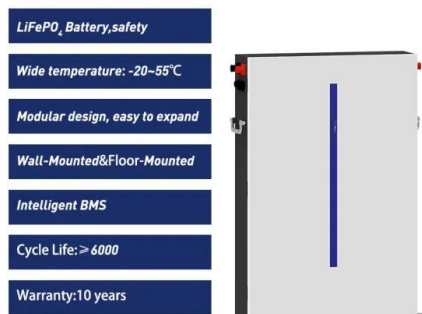 LiFePO₄ Battery,safety
Wide temperature: -20~55℃
Modular design, easy to expand
Wall-Mounted&Floor-Mounted
Intelligent BMS
Cycle Life:≥6000
Warranty:10 years